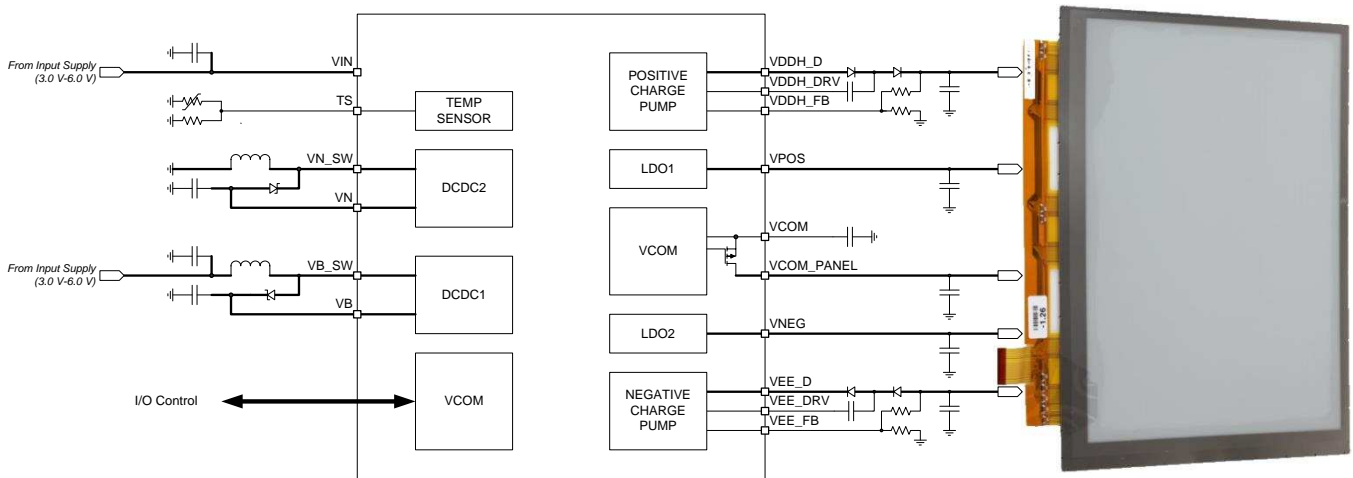 From Input Supply
(3.0 V-6.0 V)
VIN
TS
TEMP
SENSOR
VN_SW
VN
DCDC2
From Input Supply
(3.0 V-6.0 V)
VB_SW
VB
DCDC1
I/O Control
VCOM
POSITIVE
CHARGE
PUMP
VDDH_D
VDDH_DRV
VDDH_FB
LDO1
VPOS
VCOM
VCOM
VCOM_PANEL
LDO2
VNEG
NEGATIVE
CHARGE
PUMP
VEE_D
VEE_DRV
VEE_FB
-1.26